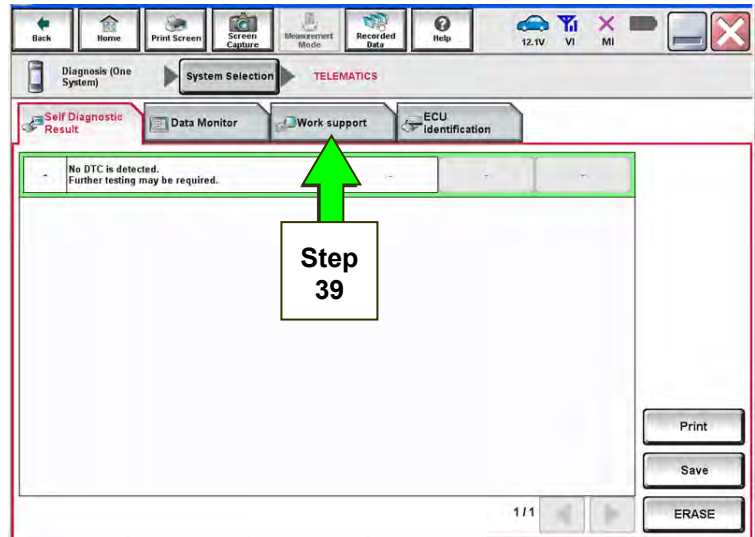 Back
Home
Print Screen
Screen
Capture
Measurement
Mode
Recorded
Data
Help
12.1V
VI
MI
Diagnosis (One
System)
System Selection
TELEMATICS
Self Diagnostic
Result
Data Monitor
Work support
ECU
identification
-
No DTC is detected.
Further testing may be required.
-
-
-
Step
39
Print
Save
1/1
ERASE